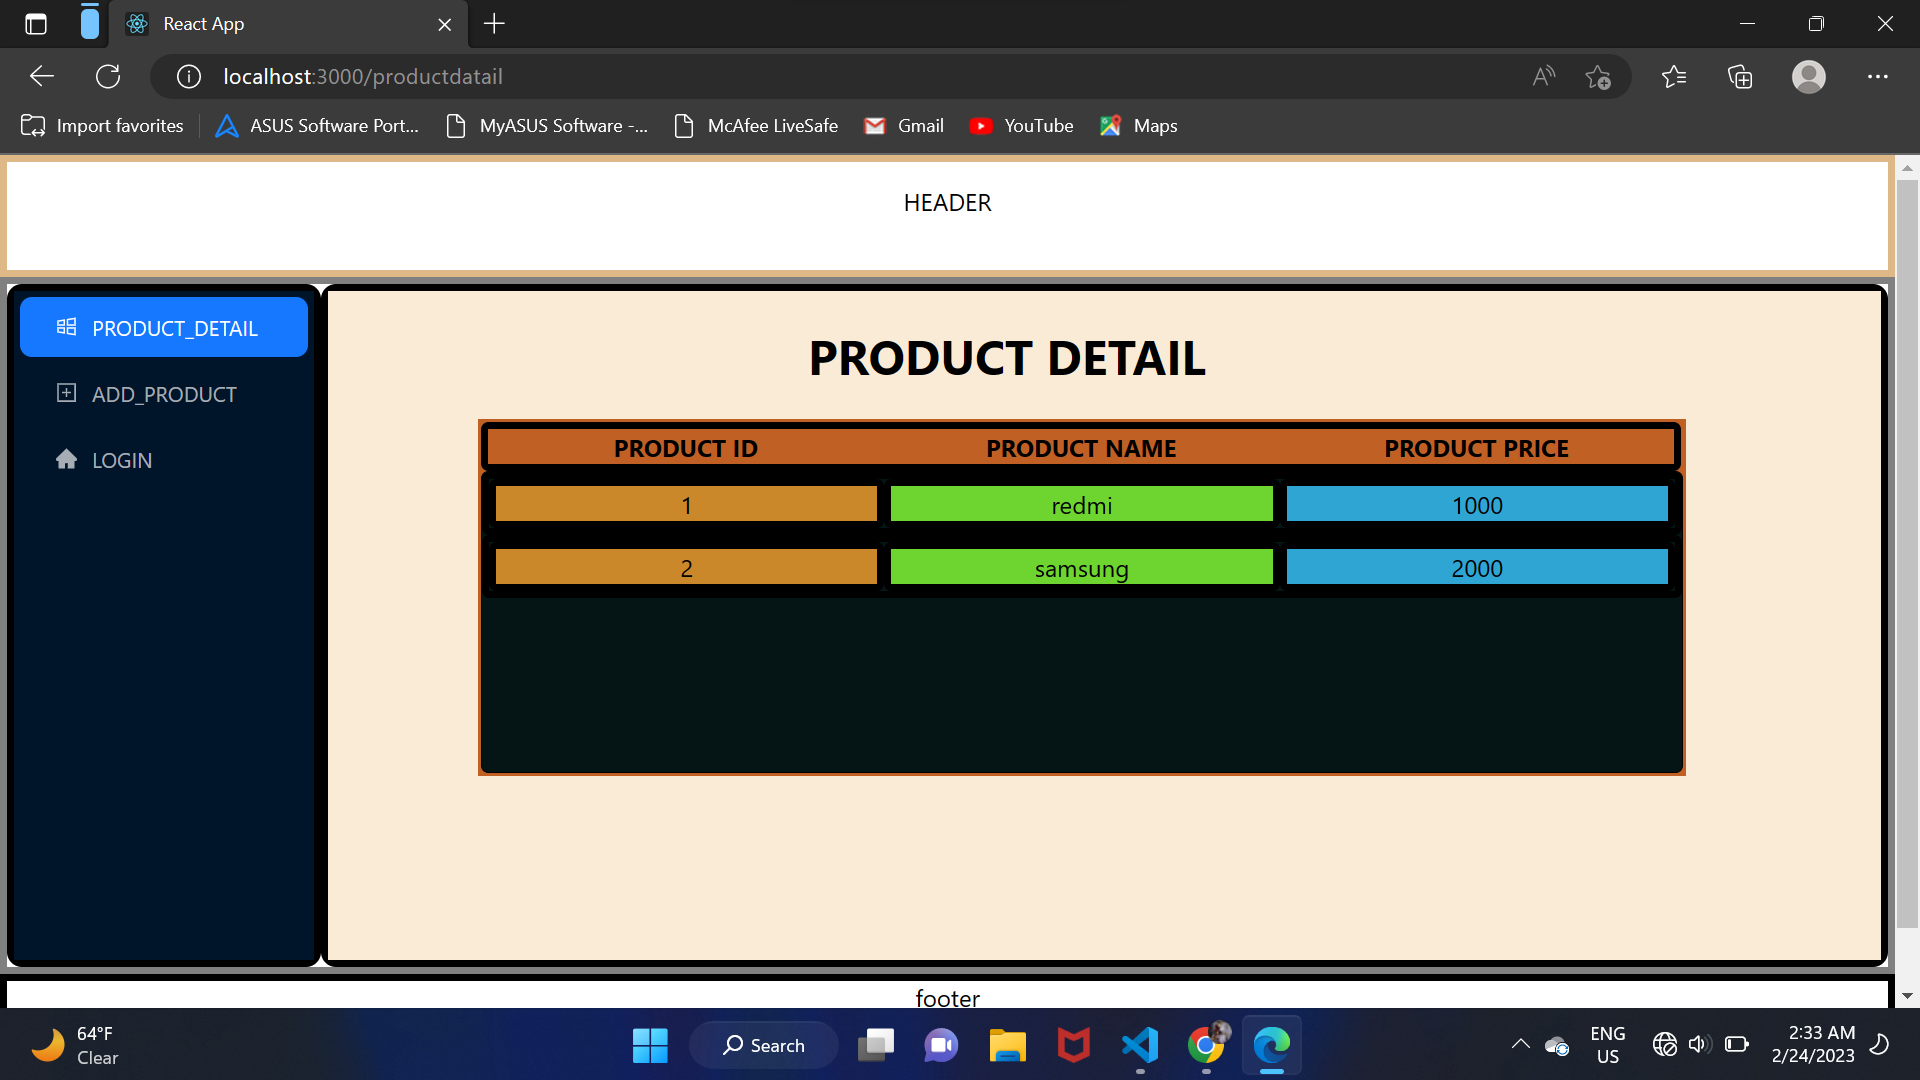 React App
localhost:3000/productdatail
Import favorites
ASUS Software Port...
MyASUS Software -...
McAfee LiveSafe
Gmail
YouTube
Maps
HEADER
PRODUCT_DETAIL
ADD_PRODUCT
LOGIN
PRODUCT DETAIL
PRODUCT ID PRODUCT NAME PRODUCT PRICE
1 redmi 1000
2 samsung 2000
footer
64°F
Clear
Search
ENG
US
2:33 AM
2/24/2023